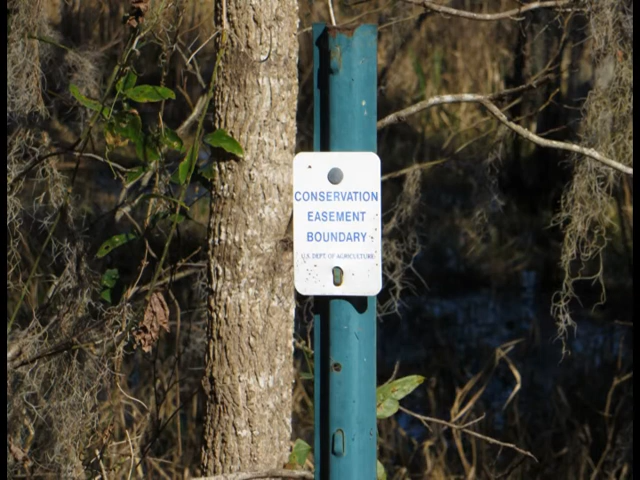 CONSERVATION
EASEMENT
BOUNDARY
U.S. DEPT OF AGRICULTURE